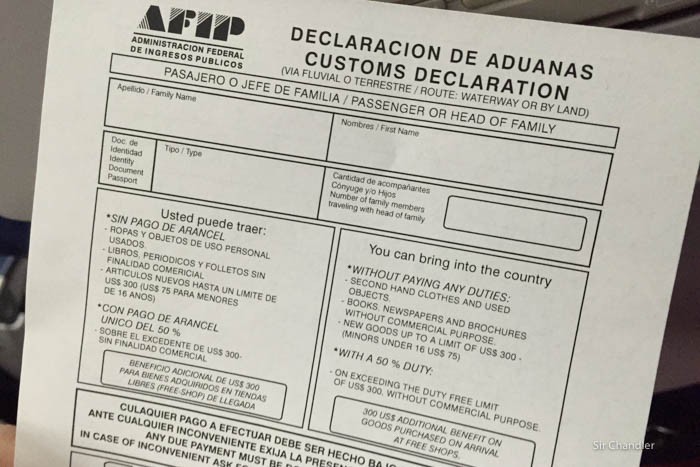 AFIP
ADMINISTRACION FEDERAL
DE INGRESOS PUBLICOS
DECLARACION DE ADUANAS
CUSTOMS DECLARATION
(VIA FLUVIAL O TERRESTRE / ROUTE: WATERWAY OR BY LAND)
PASAJERO O JEFE DE FAMILIA / PASSENGER OR HEAD OF FAMILY
Apellido / Family Name
Nombres / First Name
Doc. de
Identidad
Identity
Document
Passport
Tipo / Type
Cantidad de acompañantes
Cónyuge y/o Hijos
Number of family members
traveling with head of family
Usted puede traer:
*SIN PAGO DE ARANCEL
- ROPAS Y OBJETOS DE USO PERSONAL
USADOS.
- LIBROS, PERIODICOS Y FOLLETOS SIN
FINALIDAD COMERICIAL
- ARTICULOS NUEVOS HASTA UN LIMITE DE
US$ 300 (US$ 75 PARA MENORES
DE 16 ANOS)
*CON PAGO DE ARANCEL
UNICO DEL 50 %
- SOBRE EL EXCEDENTE DE US$ 300-
SIN FINALIDAD COMERCIAL
BENEFICIO ADICIONAL DE US$ 300
PARA BIENES ADQUIRIDOS EN TIENDAS
LIBRES (FREE-SHOP) DE LLEGADA
You can bring into the country
*WITHOUT PAYING ANY DUTIES:
- SECOND HAND CLOTHES AND USED
OBJECTS.
- BOOKS, NEWSPAPERS AND BROCHURES
WITHOUT COMMERCIAL PURPOSE.
- NEW GOODS UP TO A LIMIT OF US$ 300 -
(MINORS UNDER 16 US$ 75)
*WITH A 50 % DUTY:
- ON EXCEEDING THE DUTY FREE LIMIT
OF US$ 300, WITHOUT COMMERCIAL PURPOSE.
300 US$ ADDITIONAL BENEFIT ON
GOODS PURCHASED ON ARRIVAL
AT FREE SHOPS.
CULAQUIER PAGO A EFECTUAR DEBE SER HECHO BAJO
ANTE CUALQUIER INCONVENIENTE EXIJA LA PRESEN
ANY DUE PAYMENT MUST BE
IN CASE OF INCONVENIENT ASK
Sir Chandler